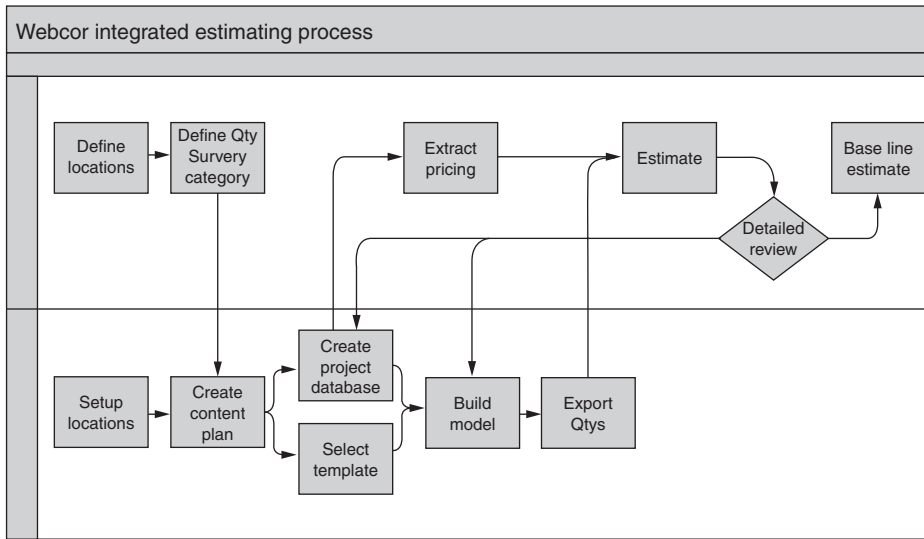 Webcor integrated estimating process
Define
locations
Define Qty
Survery
category
Extract
pricing
Estimate
Base line
estimate
Detailed
review
Setup
locations
Create
content
plan
Create
project
database
Select
template
Build
model
Export
Qtys